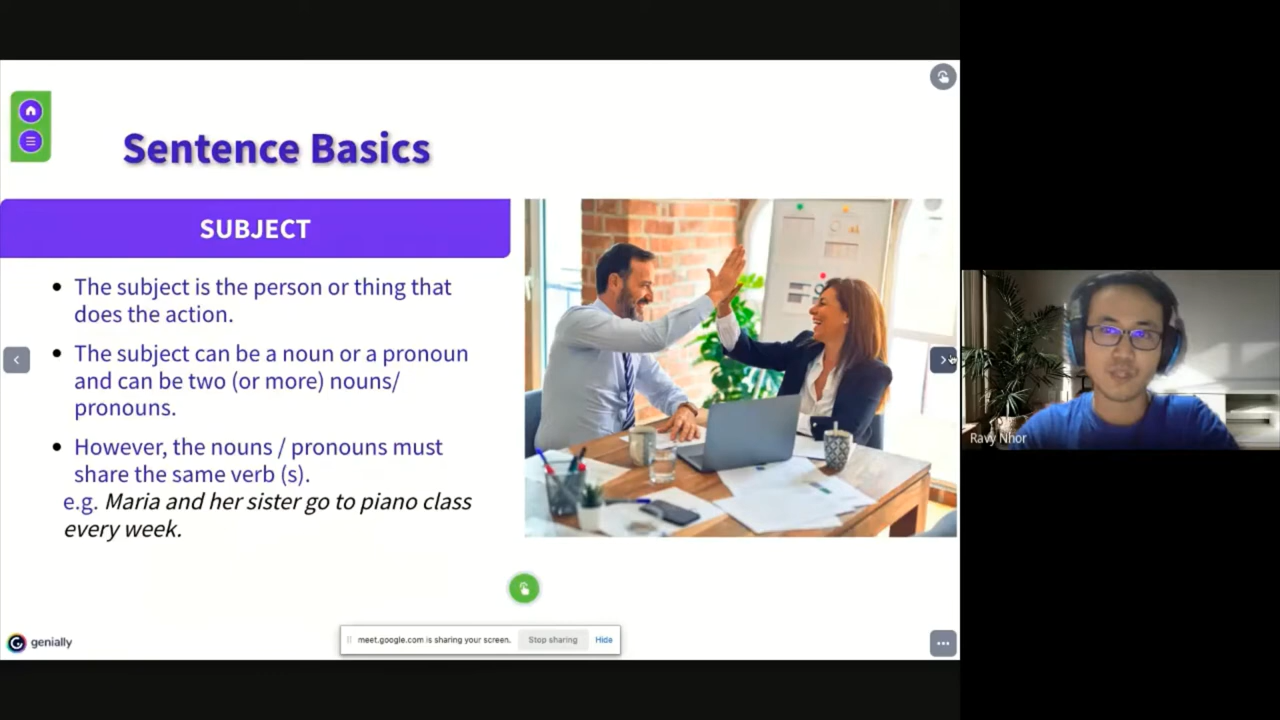 Sentence Basics
SUBJECT
The subject is the person or thing that
does the action.
The subject can be a noun or a pronoun
and can be two (or more) nouns/
pronouns.
However, the nouns / pronouns must
share the same verb (s).
e.g. Maria and her sister go to piano class
every week.
Ravy Nhor
genially
meet.google.com is sharing your screen. Stop sharing Hide